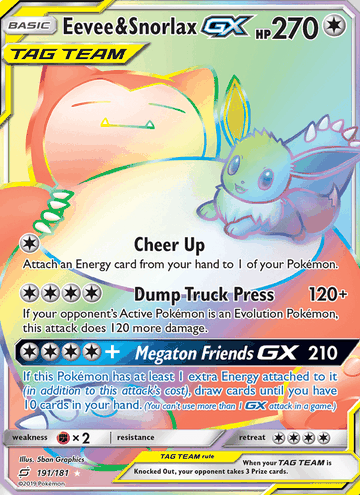 BASIC Eevee&Snorlax GX HP270
TAG TEAM
Cheer Up
Attach an Energy card from your hand to 1 of your Pokémon.
Dump Truck Press 120+
If your opponent's Active Pokémon is an Evolution Pokémon,
this attack does 120 more damage.
+ Megaton Friends GX 210
If this Pokémon has at least 1 extra Energy attached to it
(in addition to this attack's cost), draw cards until you have
10 cards in your hand. (You can't use more than 1 GX attack in a game.)
weakness ×2 resistance retreat
Illus. Sban Graphics
TAG TEAM rule
191/181
When your TAG TEAM is
Knocked Out, your opponent takes 3 Prize cards.
©2019 Pokémon